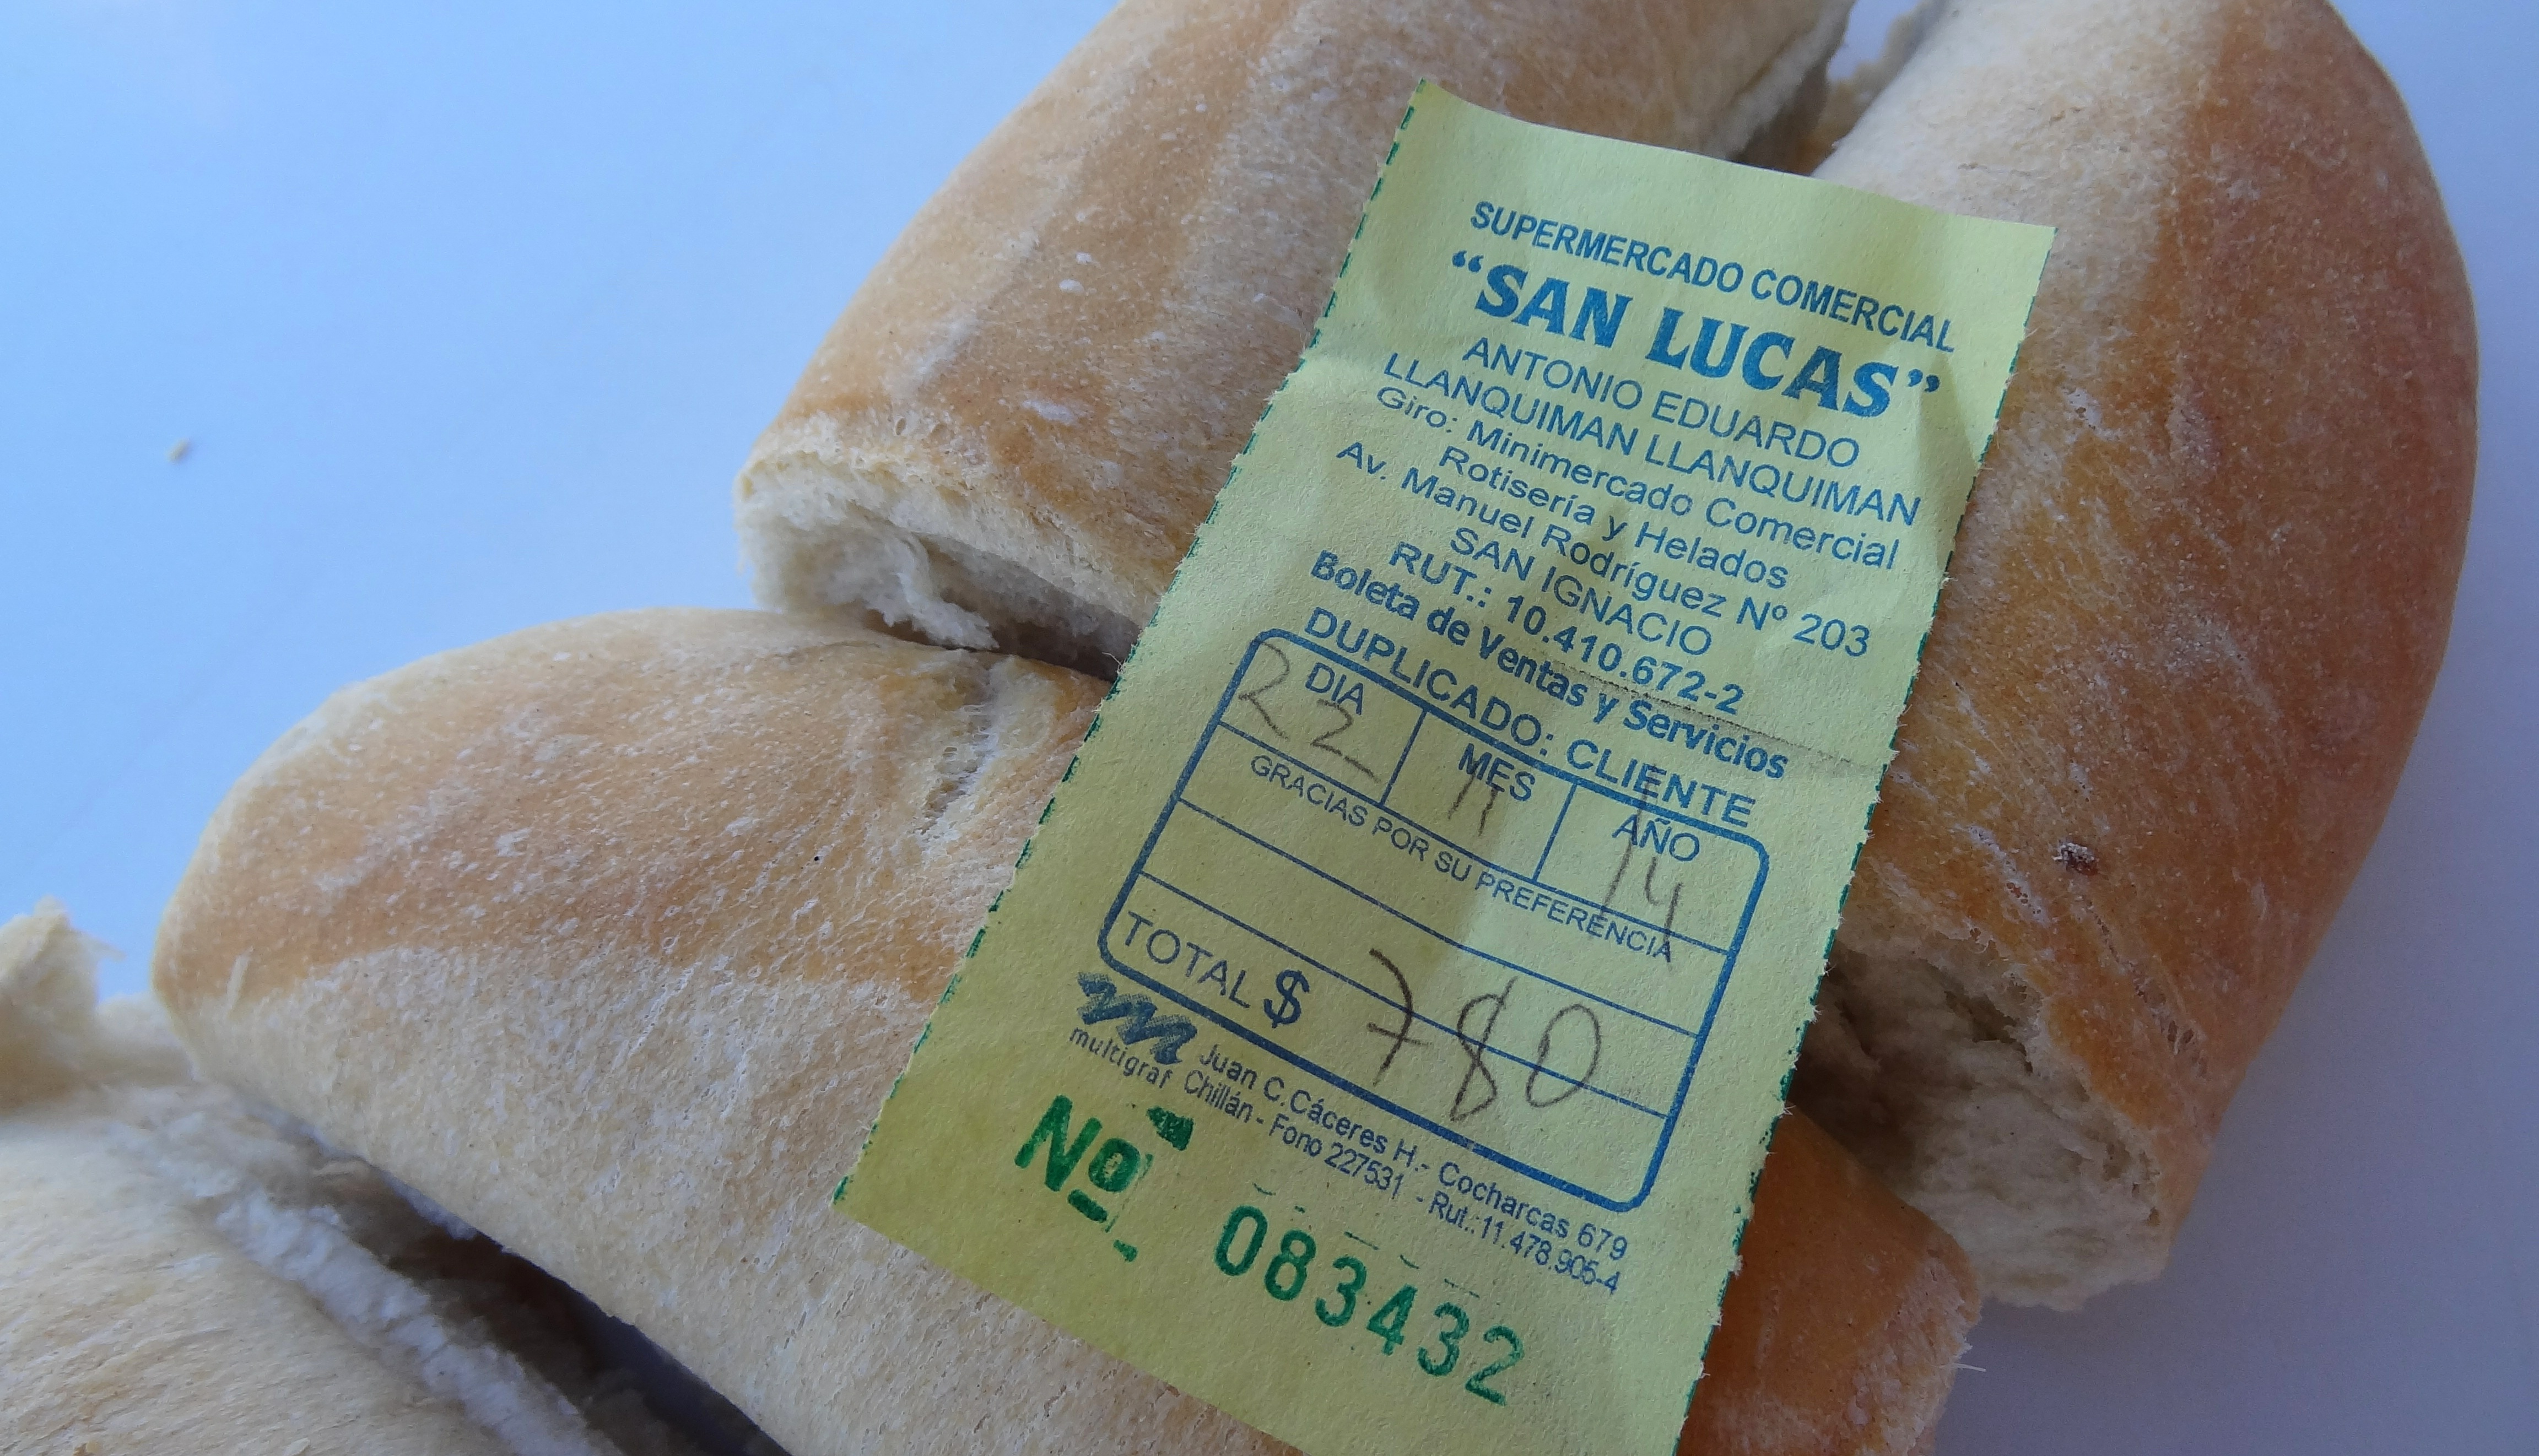 SUPERMERCADO COMERCIAL
“SAN LUCAS”
ANTONIO EDUARDO
LLANQUIMAN LLANQUIMAN
Giro: Minimercado Comercial
Rotisería y Helados
Av. Manuel Rodríguez Nº 203
SAN IGNACIO
RUT.: 10.410.672-2
Boleta de Ventas y Servicios
DUPLICADO: CLIENTE
DIA MES AÑO
22 11 14
GRACIAS POR SU PREFERENCIA
TOTAL $ 780
multigraf
Juan C.Cáceres H.- Cocharcas 679
Chillán - Fono 227531 - Rut.:11.478.905-4
Nº 083432